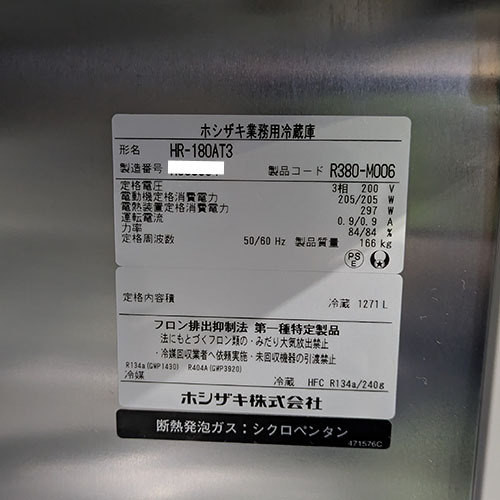 ホシザキ業務用冷蔵庫
形名 HR-180AT3
製造番号 製品コード R380-M006
定格電圧 3相 200 V
電動機定格消費電力 205/205 W
電熱装置定格消費電力 297 W
運転電流 0.9/0.9 A
力率 84/84 %
定格周波数 50/60 Hz 製品質量 166 kg
PS E
定格内容積 冷蔵 1271 L
フロン排出抑制法 第一種特定製品
法にもとづくフロン類の・みだり大気放出禁止
・冷媒回収業者へ依頼実施・未回収機器の引渡禁止
R134a(GWP1430) R404A(GWP3920)
冷媒 冷蔵 HFC R134a/240g
ホシザキ株式会社
断熱発泡ガス：シクロペンタン
471576C